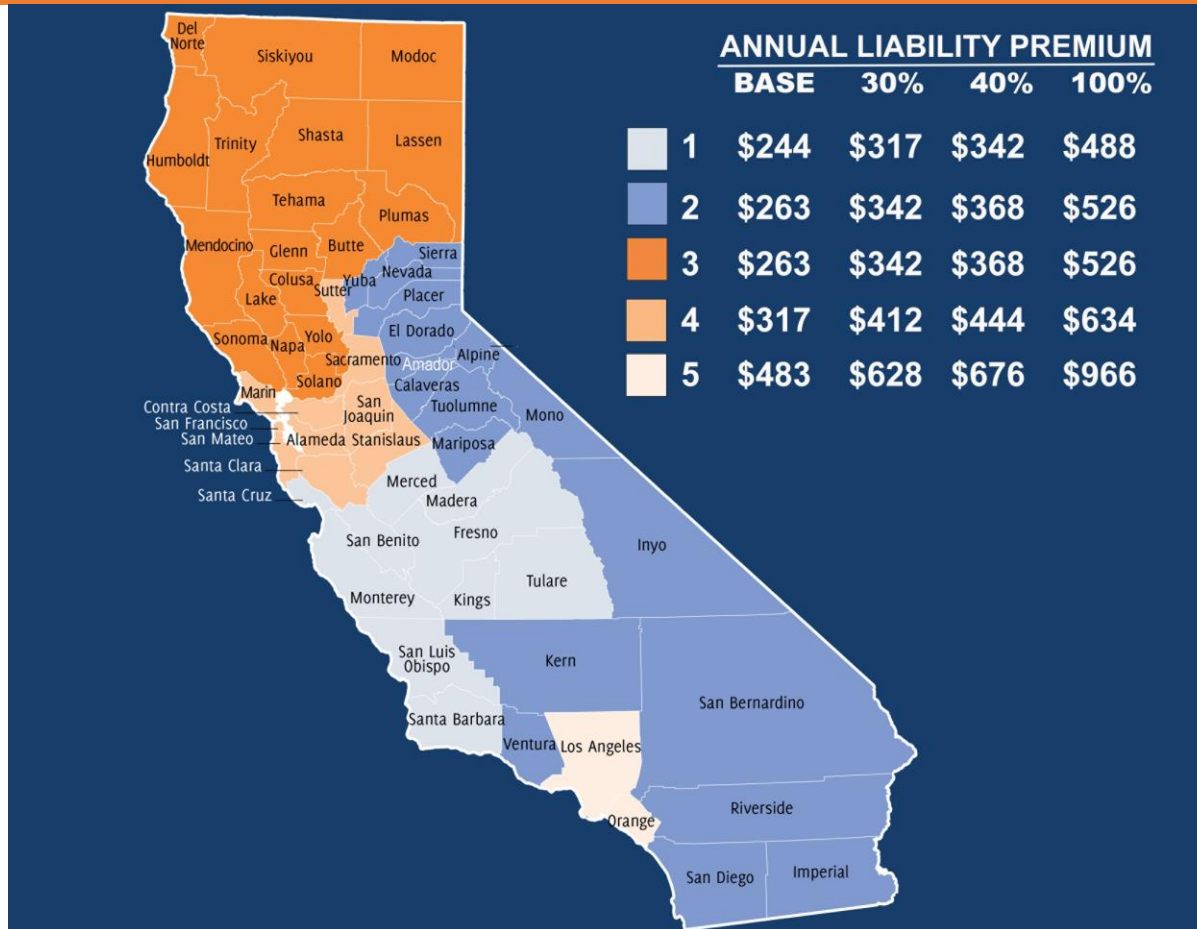 ANNUAL LIABILITY PREMIUM
BASE 30% 40% 100%
1 $244 $317 $342 $488
2 $263 $342 $368 $526
3 $263 $342 $368 $526
4 $317 $412 $444 $634
5 $483 $628 $676 $966
Del
Norte
Siskiyou
Modoc
Humboldt
Trinity
Shasta
Lassen
Tehama
Plumas
Mendocino
Glenn
Butte
Sierra
Nevada
Colusa
Yuba
Sutter
Placer
Lake
El Dorado
Sonoma
Napa
Yolo
Sacramento
Alpine
Amador
Solano
Calaveras
Marin
San
Joaquin
Tuolumne
Mono
Contra Costa
San Francisco
San Mateo
Alameda
Stanislaus
Mariposa
Santa Clara
Merced
Santa Cruz
Madera
San Benito
Fresno
Inyo
Tulare
Monterey
Kings
San Luis
Obispo
Kern
San Bernardino
Santa Barbara
Ventura
Los Angeles
Riverside
Orange
San Diego
Imperial